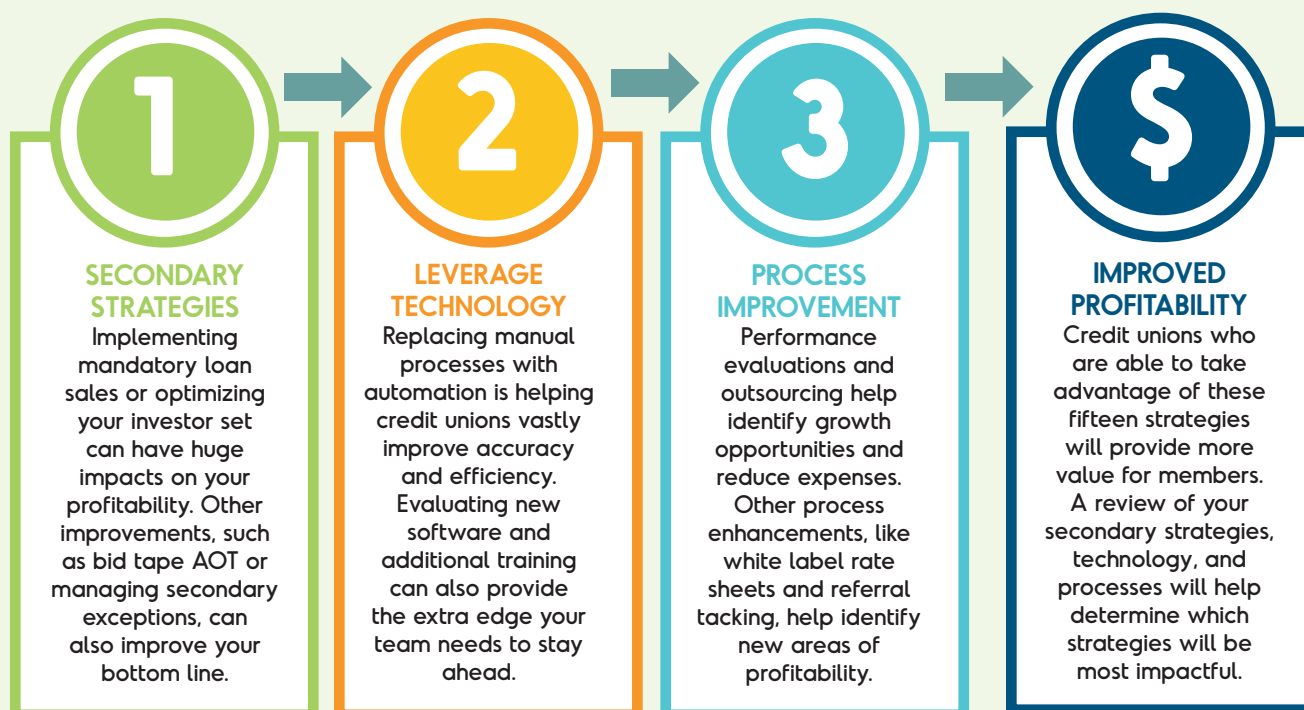 1
SECONDARY
STRATEGIES
Implementing
mandatory loan
sales or optimizing
your investor set
can have huge
impacts on your
profitability. Other
improvements, such
as bid tape AOT or
managing secondary
exceptions, can
also improve your
bottom line.
2
LEVERAGE
TECHNOLOGY
Replacing manual
processes with
automation is helping
credit unions vastly
improve accuracy
and efficiency.
Evaluating new
software and
additional training
can also provide
the extra edge your
team needs to stay
ahead.
3
PROCESS
IMPROVEMENT
Performance
evaluations and
outsourcing help
identify growth
opportunities and
reduce expenses.
Other process
enhancements, like
white label rate
sheets and referral
tacking, help identify
new areas of
profitability.
$
IMPROVED
PROFITABILITY
Credit unions who
are able to take
advantage of these
fifteen strategies
will provide more
value for members.
A review of your
secondary strategies,
technology, and
processes will help
determine which
strategies will be
most impactful.